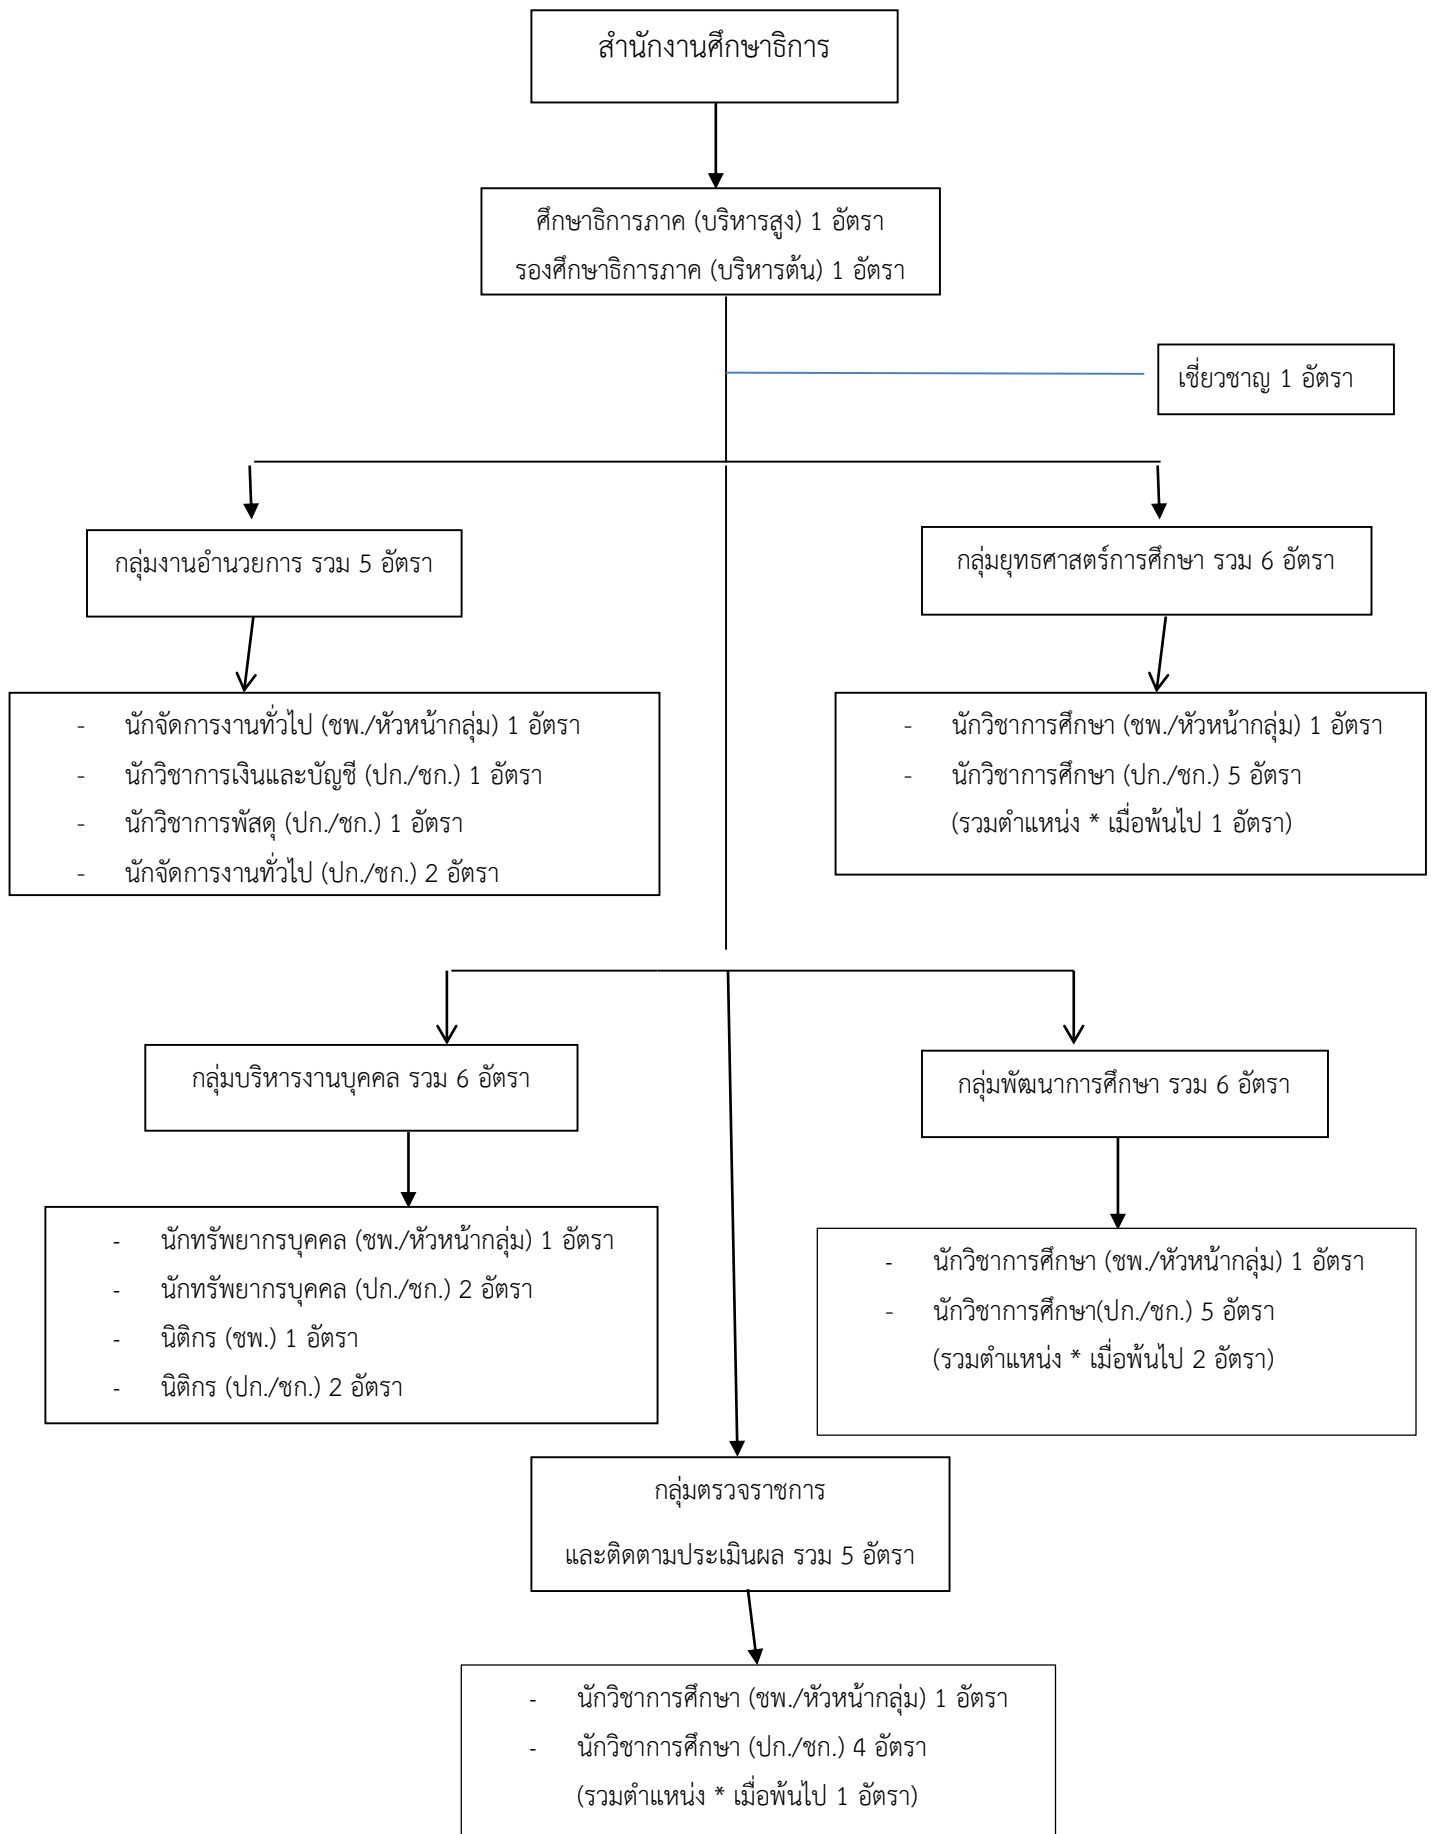 สำนักงานศึกษาธิการ
ศึกษาธิการภาค (บริหารสูง) 1 อัตรา
รองศึกษาธิการภาค (บริหารต้น) 1 อัตรา
เชี่ยวชาญ 1 อัตรา
กลุ่มงานอำนวยการ รวม 5 อัตรา
กลุ่มยุทธศาสตร์การศึกษา รวม 6 อัตรา
- นักจัดการงานทั่วไป (ชพ./หัวหน้ากลุ่ม) 1 อัตรา
- นักวิชาการเงินและบัญชี (ปก./ชก.) 1 อัตรา
- นักวิชาการพัสดุ (ปก./ชก.) 1 อัตรา
- นักจัดการงานทั่วไป (ปก./ชก.) 2 อัตรา
- นักวิชาการศึกษา (ชพ./หัวหน้ากลุ่ม) 1 อัตรา
- นักวิชาการศึกษา (ปก./ชก.) 5 อัตรา
(รวมตำแหน่ง * เมื่อพ้นไป 1 อัตรา)
กลุ่มบริหารงานบุคคล รวม 6 อัตรา
กลุ่มพัฒนาการศึกษา รวม 6 อัตรา
- นักทรัพยากรบุคคล (ชพ./หัวหน้ากลุ่ม) 1 อัตรา
- นักทรัพยากรบุคคล (ปก./ชก.) 2 อัตรา
- นิติกร (ชพ.) 1 อัตรา
- นิติกร (ปก./ชก.) 2 อัตรา
- นักวิชาการศึกษา (ชพ./หัวหน้ากลุ่ม) 1 อัตรา
- นักวิชาการศึกษา(ปก./ชก.) 5 อัตรา
(รวมตำแหน่ง * เมื่อพ้นไป 2 อัตรา)
กลุ่มตรวจราชการ
และติดตามประเมินผล รวม 5 อัตรา
- นักวิชาการศึกษา (ชพ./หัวหน้ากลุ่ม) 1 อัตรา
- นักวิชาการศึกษา (ปก./ชก.) 4 อัตรา
(รวมตำแหน่ง * เมื่อพ้นไป 1 อัตรา)